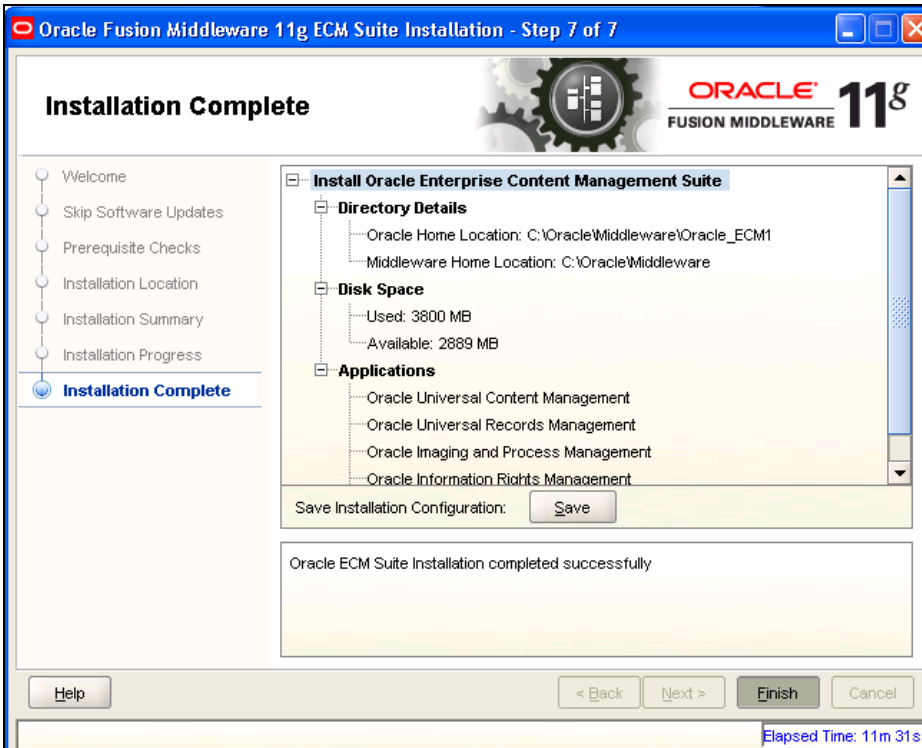 Oracle Fusion Middleware 11g ECM Suite Installation - Step 7 of 7
Installation Complete
ORACLE
FUSION MIDDLEWARE
11g
Welcome
Skip Software Updates
Prerequisite Checks
Installation Location
Installation Summary
Installation Progress
Installation Complete
Install Oracle Enterprise Content Management Suite
Directory Details
Oracle Home Location: C:\Oracle\Middleware\Oracle_ECM1
Middleware Home Location: C:\Oracle\Middleware
Disk Space
Used: 3800 MB
Available: 2889 MB
Applications
Oracle Universal Content Management
Oracle Universal Records Management
Oracle Imaging and Process Management
Oracle Information Rights Management
Save Installation Configuration: Save
Oracle ECM Suite Installation completed successfully
Help < Back Next > Finish Cancel
Elapsed Time: 11m 31s